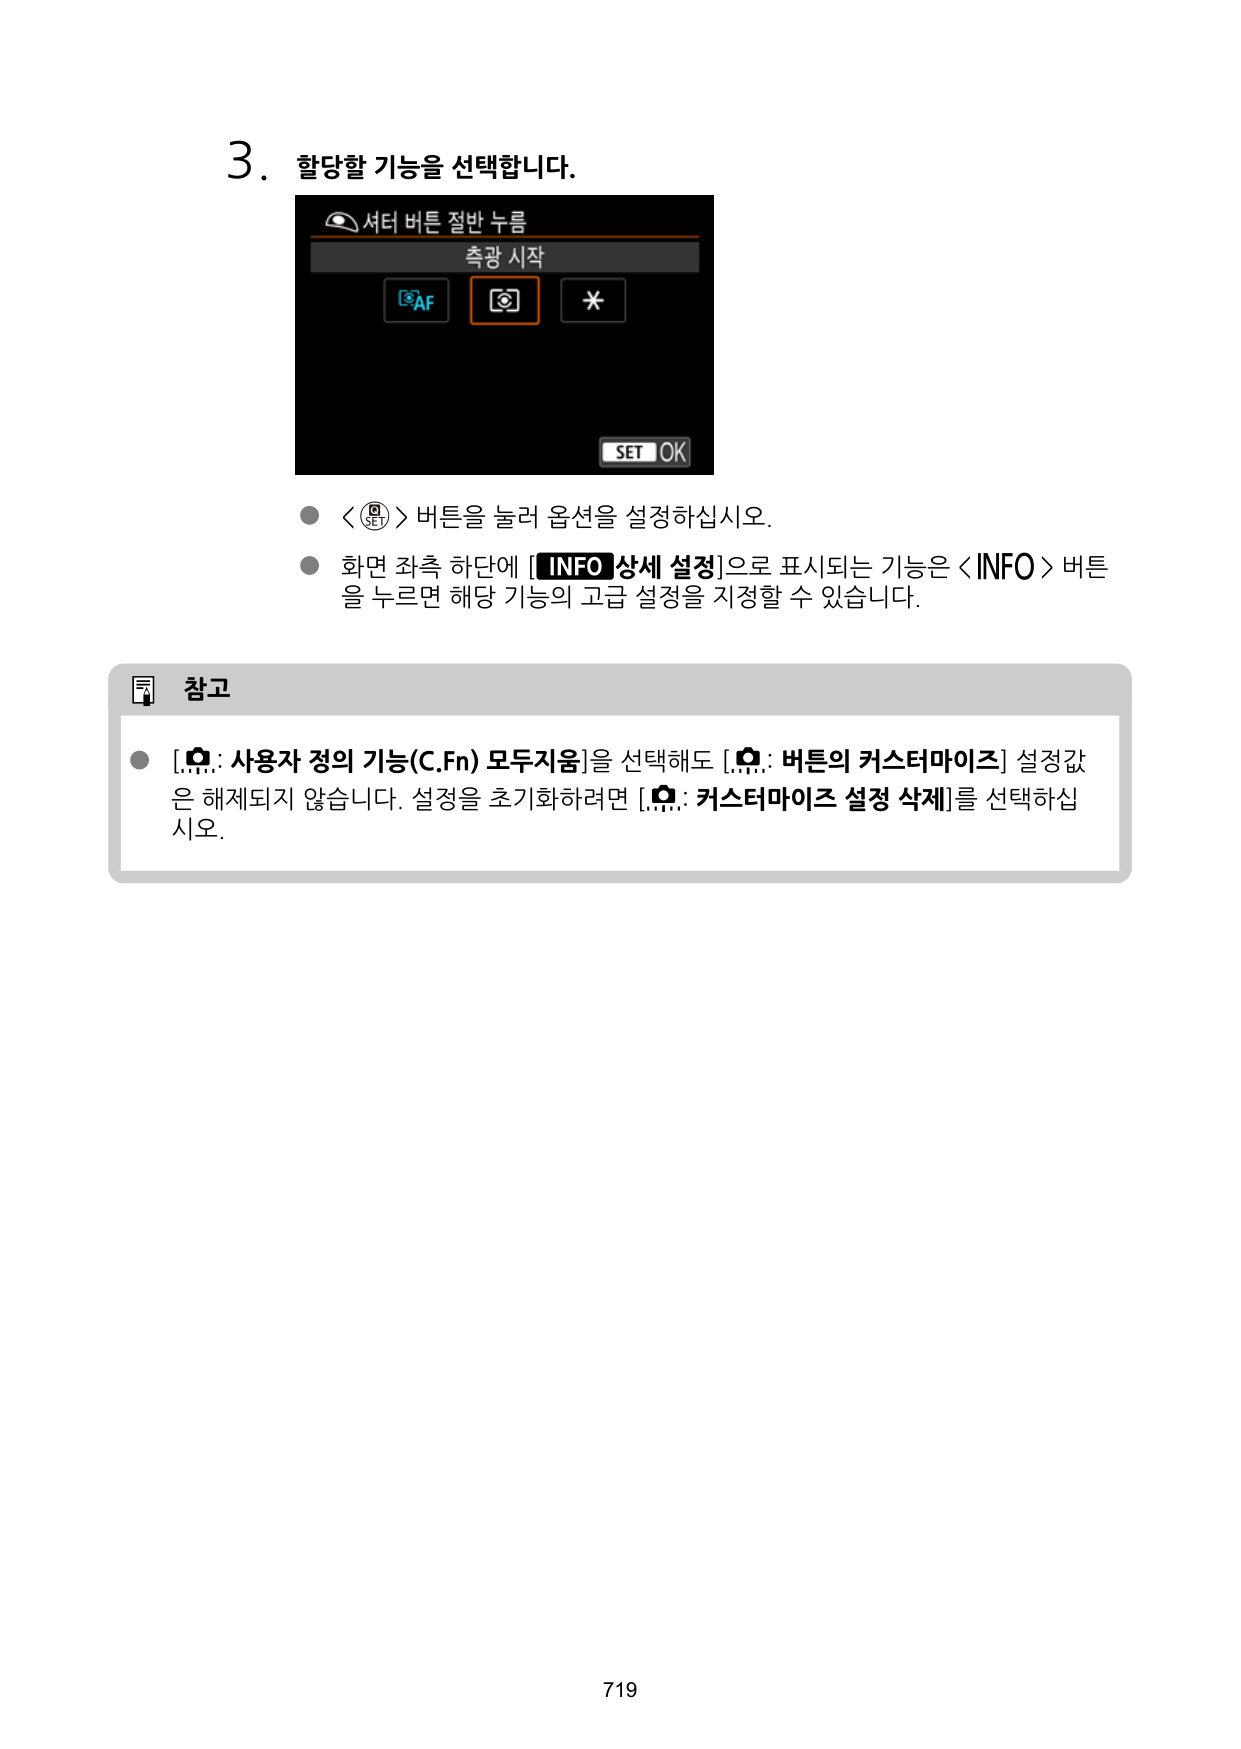 3. 할당할 기능을 선택합니다.
셔터 버튼 절반 누름
측광 시작
AF
SET OK
● <SET> 버튼을 눌러 옵션을 설정하십시오.
● 화면 좌측 하단에 [INFO 상세 설정]으로 표시되는 기능은 <INFO> 버튼
을 누르면 해당 기능의 고급 설정을 지정할 수 있습니다.
참고
● [: 사용자 정의 기능(C.Fn) 모두지움]을 선택해도 [: 버튼의 커스터마이즈] 설정값
은 해제되지 않습니다. 설정을 초기화하려면 [: 커스터마이즈 설정 삭제]를 선택하십
시오.
719